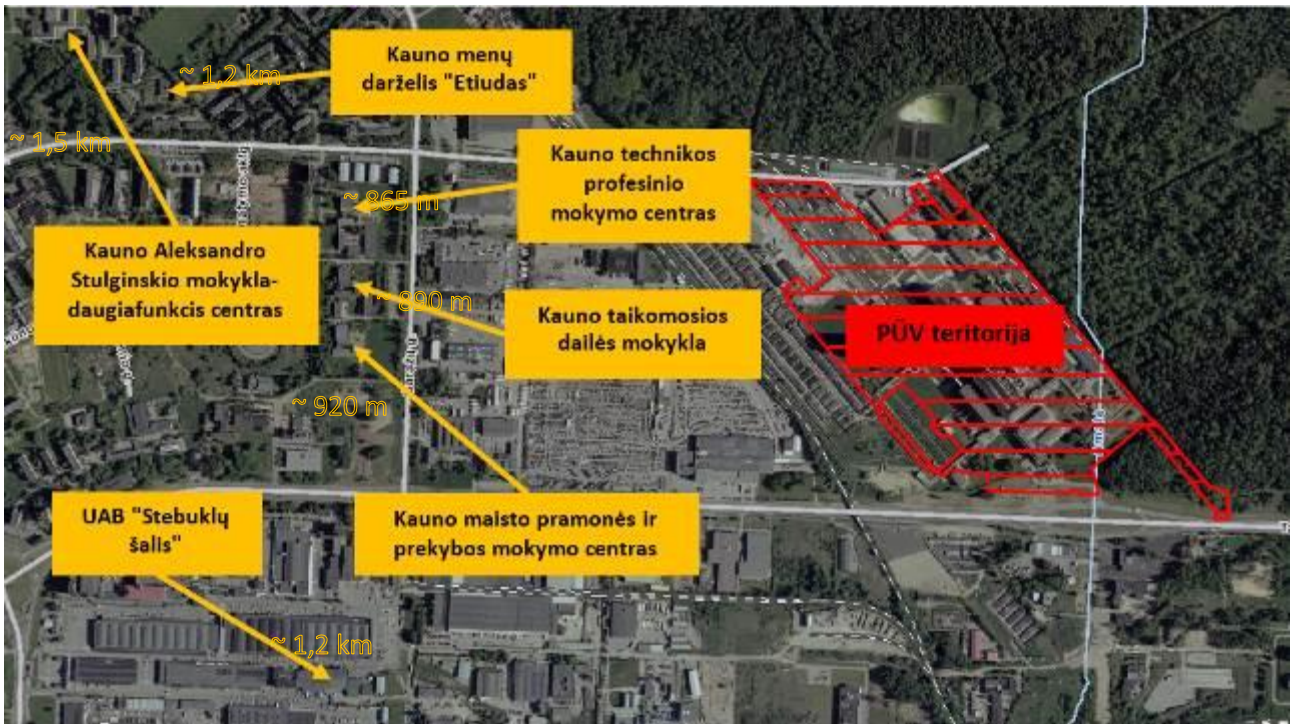 Kauno menų
darželis "Etiudas"
~ 1,2 km
~ 1,5 km
Kauno technikos
profesinio
mokymo centras
~ 865 m
Kauno Aleksandro
Stulginskio mokykla-
daugiafunkcis centras
~ 890 m
Kauno taikomosios
dailės mokykla
PŪV teritorija
~ 920 m
UAB "Stebuklų
šalis"
Kauno maisto pramonės ir
prekybos mokymo centras
~ 1,2 km